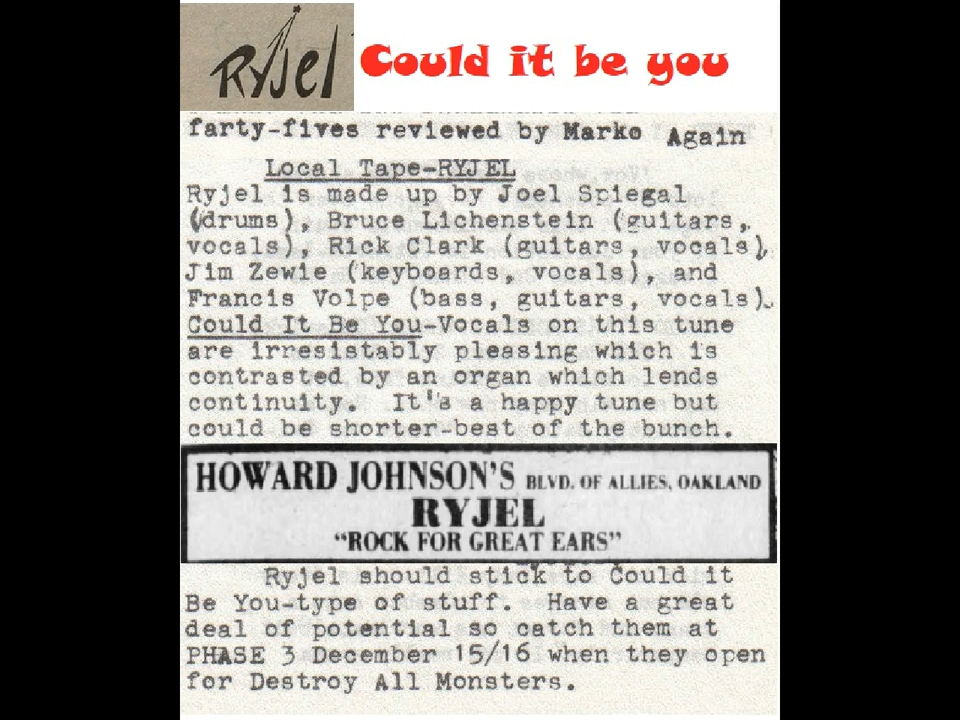 Ryjel Could it be you
farty-fives reviewed by Marko Again
Local Tape-RYJEL
Ryjel is made up by Joel Spiegal
(drums), Bruce Lichenstein (guitars,
vocals), Rick Clark (guitars, vocals),
Jim Zewie (keyboards, vocals), and
Francis Volpe (bass, guitars, vocals).
Could It Be You-Vocals on this tune
are irresistably pleasing which is
contrasted by an organ which lends
continuity. It's a happy tune but
could be shorter-best of the bunch.
HOWARD JOHNSON'S BLVD. OF ALLIES, OAKLAND
RYJEL
"ROCK FOR GREAT EARS"
Ryjel should stick to Could it
Be You-type of stuff. Have a great
deal of potential so catch them at
PHASE 3 December 15/16 when they open
for Destroy All Monsters.